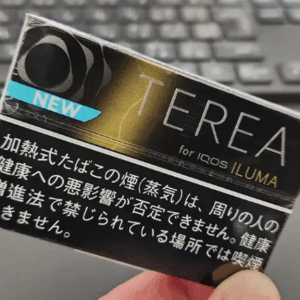 NEW
TEREA
for IQOS ILUMA
加熱式たばこの煙(蒸気)は、周りの人の
健康への悪影響が否定できません。健康
増進法で禁じられている場所では喫煙
きません。